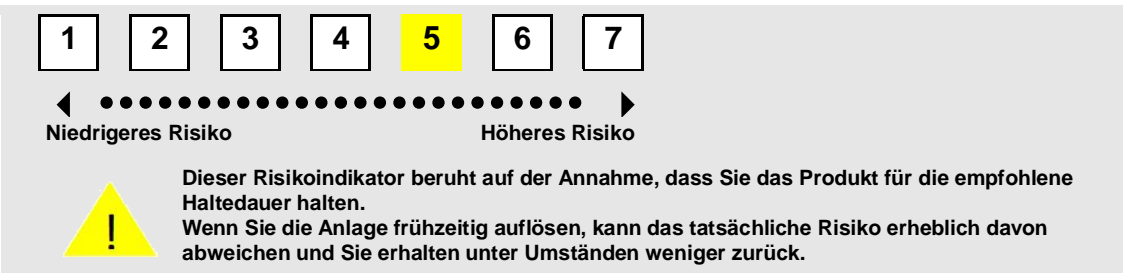 1 2 3 4 5 6 7
Niedrigeres Risiko Höheres Risiko
Dieser Risikoindikator beruht auf der Annahme, dass Sie das Produkt für die empfohlene
Haltedauer halten.
Wenn Sie die Anlage frühzeitig auflösen, kann das tatsächliche Risiko erheblich davon
abweichen und Sie erhalten unter Umständen weniger zurück.
!